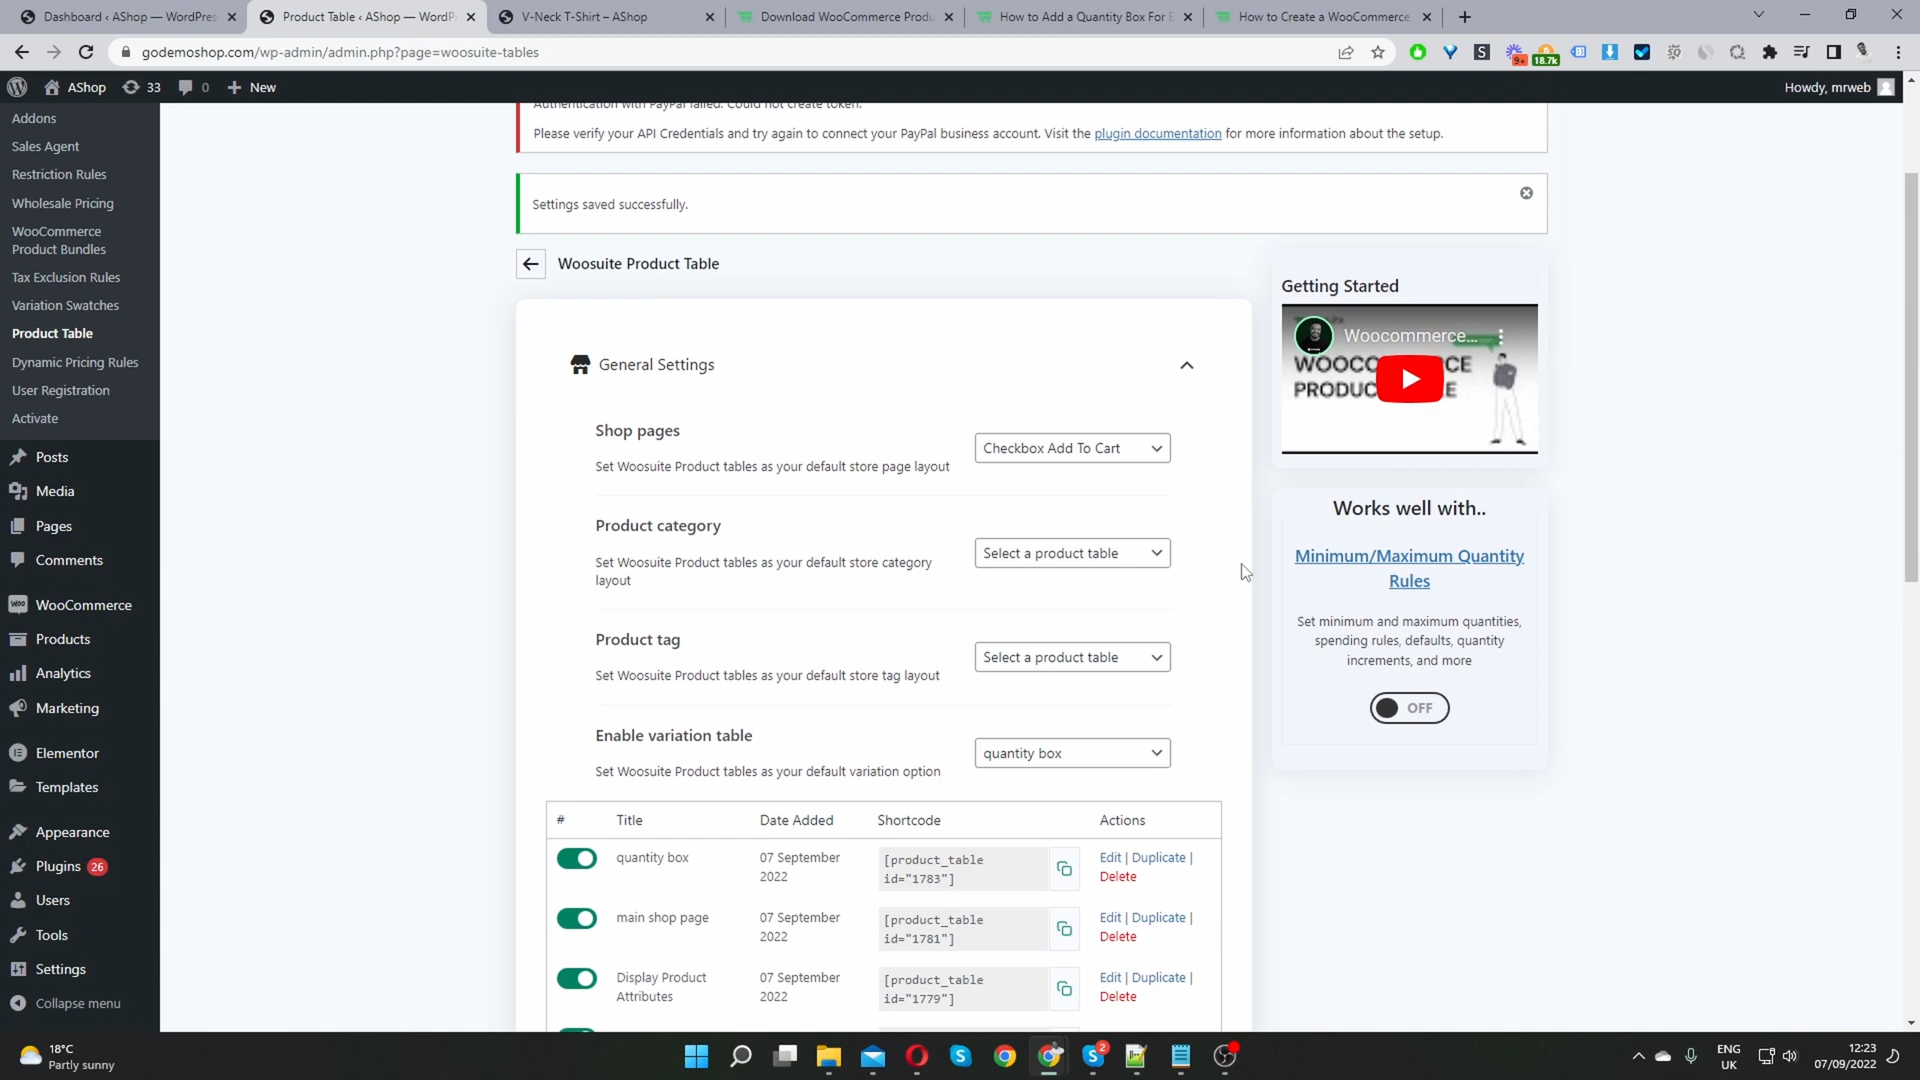 Dashboard ‹ AShop — WordPres
Product Table ‹ AShop — WordP
V-Neck T-Shirt – AShop
Download WooCommerce Produ
How to Add a Quantity Box For E
How to Create a WooCommerce
godemoshop.com/wp-admin/admin.php?page=woosuite-tables
9+
18.7k
AShop
33
0
New
Howdy, mrweb
Addons
Sales Agent
Restriction Rules
Wholesale Pricing
WooCommerce
Product Bundles
Tax Exclusion Rules
Variation Swatches
Product Table
Dynamic Pricing Rules
User Registration
Activate
Posts
Media
Pages
Comments
WooCommerce
Products
Analytics
Marketing
Elementor
Templates
Appearance
Plugins 26
Users
Tools
Settings
Collapse menu
Authentication with PayPal failed. Could not create token.
Please verify your API Credentials and try again to connect your PayPal business account. Visit the plugin documentation for more information about the setup.
Settings saved successfully.
Woosuite Product Table
General Settings
Shop pages
Set Woosuite Product tables as your default store page layout
Checkbox Add To Cart
Product category
Set Woosuite Product tables as your default store category
layout
Select a product table
Product tag
Set Woosuite Product tables as your default store tag layout
Select a product table
Enable variation table
Set Woosuite Product tables as your default variation option
quantity box
# Title Date Added Shortcode Actions
quantity box 07 September
2022 [product_table
id="1783"] Edit | Duplicate |
Delete
main shop page 07 September
2022 [product_table
id="1781"] Edit | Duplicate |
Delete
Display Product
Attributes 07 September
2022 [product_table
id="1779"] Edit | Duplicate |
Delete
Getting Started
Woocommerce...
Works well with..
Minimum/Maximum Quantity
Rules
Set minimum and maximum quantities,
spending rules, defaults, quantity
increments, and more
OFF
18°C
Partly sunny
2
ENG
UK
12:23
07/09/2022